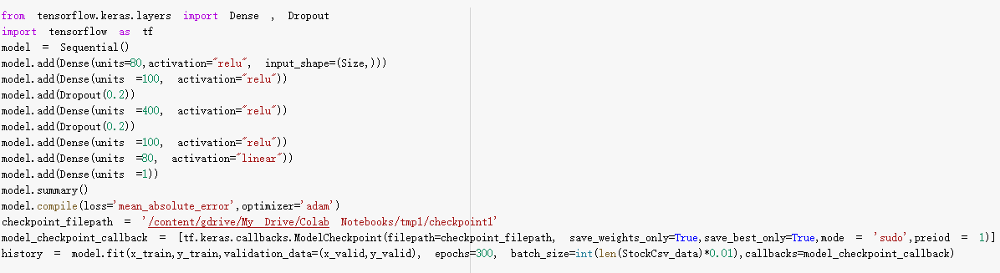 from tensorflow.keras.layers import Dense , Dropout
import tensorflow as tf
model = Sequential()
model.add(Dense(units=80,activation="relu", input_shape=(Size,)))
model.add(Dense(units =100, activation="relu"))
model.add(Dropout(0.2))
model.add(Dense(units =400, activation="relu"))
model.add(Dropout(0.2))
model.add(Dense(units =100, activation="relu"))
model.add(Dense(units =80, activation="linear"))
model.add(Dense(units =1))
model.summary()
model.compile(loss='mean_absolute_error',optimizer='adam')
checkpoint_filepath = '/content/gdrive/My Drive/Colab Notebooks/tmp1/checkpoint1'
model_checkpoint_callback = [tf.keras.callbacks.ModelCheckpoint(filepath=checkpoint_filepath, save_weights_only=True,save_best_only=True,mode = 'sudo',preiod = 1)]
history = model.fit(x_train,y_train,validation_data=(x_valid,y_valid), epochs=300, batch_size=int(len(StockCsv_data)*0.01),callbacks=model_checkpoint_callback)